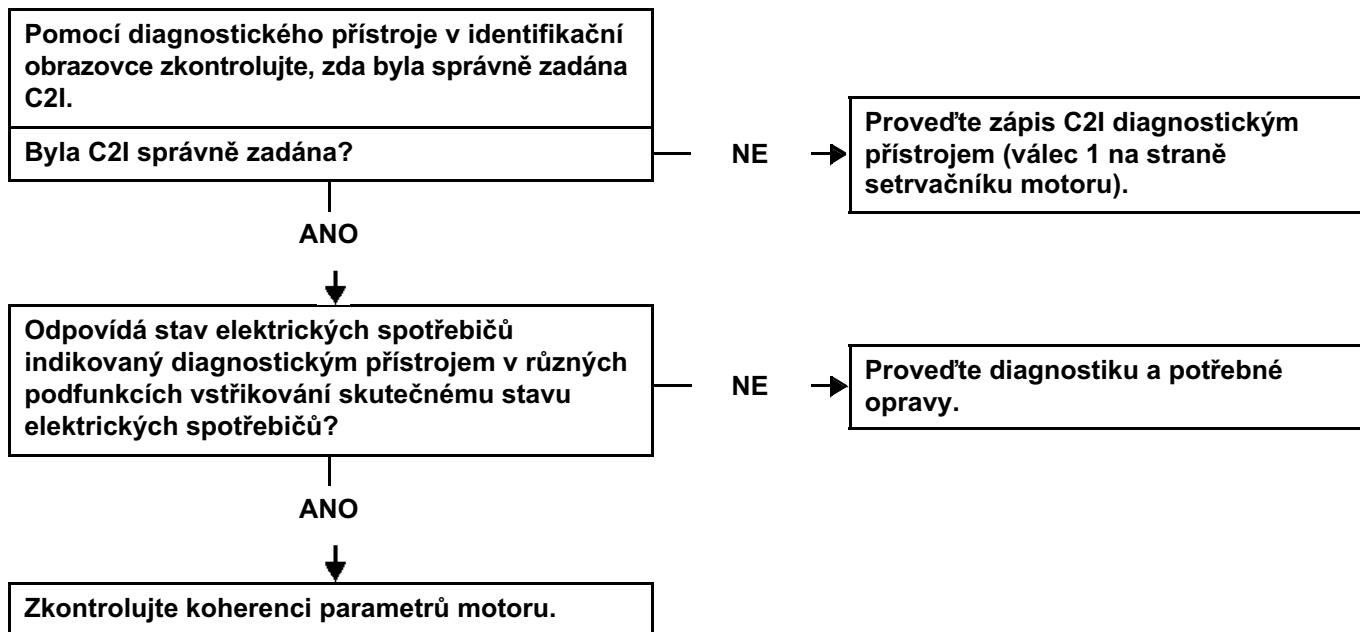 Pomocí diagnostického přístroje v identifikační
obrazovce zkontrolujte, zda byla správně zadána
C2I.
Byla C2I správně zadána?
NE
Proveďte zápis C2I diagnostickým
přístrojem (válec 1 na straně
setrvačníku motoru).
ANO
Odpovídá stav elektrických spotřebičů
indikovaný diagnostickým přístrojem v různých
podfunkcích vstřikování skutečnému stavu
elektrických spotřebičů?
NE
Proveďte diagnostiku a potřebné
opravy.
ANO
Zkontrolujte koherenci parametrů motoru.